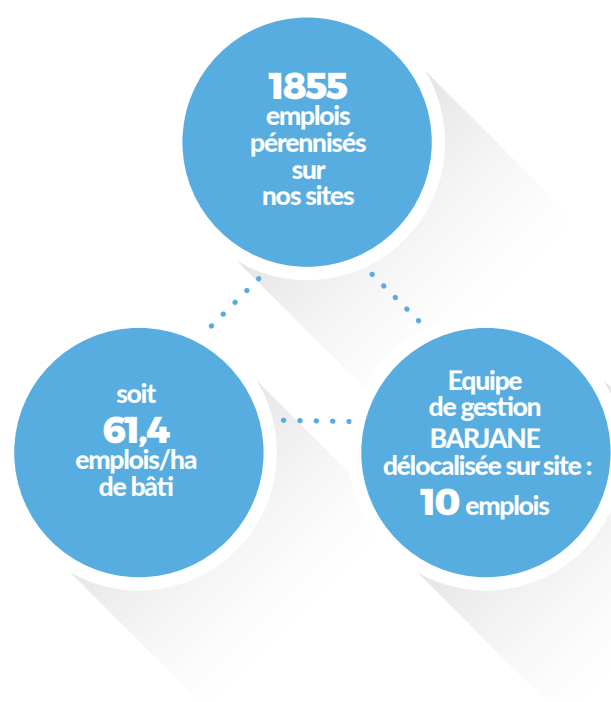 1855
emplois
pérennisés
sur
nos sites
soit
61,4
emplois/ha
de bâti
Equipe
de gestion
BARJANE
délocalisée sur site :
10 emplois